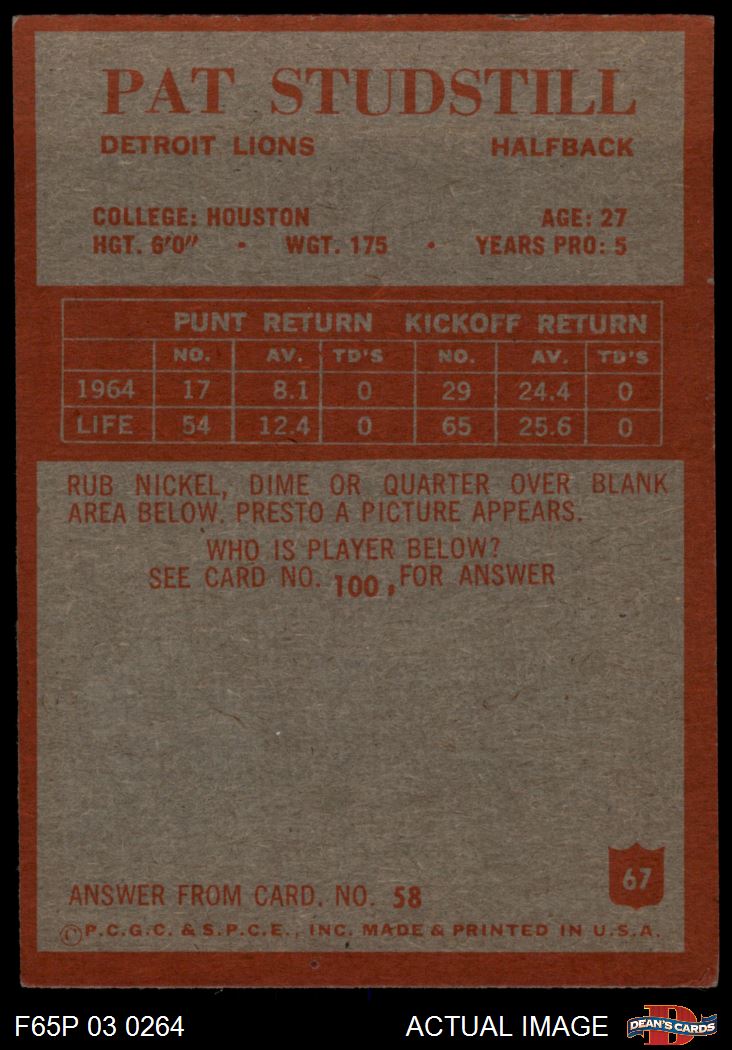 PAT STUDSTILL
DETROIT LIONS HALFBACK
COLLEGE: HOUSTON AGE: 27
HGT. 6'0" • WGT. 175 • YEARS PRO: 5
PUNT RETURN KICKOFF RETURN
NO. AV. TD'S NO. AV. TD'S
1964 17 8.1 0 29 24.4 0
LIFE 54 12.4 0 65 25.6 0
RUB NICKEL, DIME OR QUARTER OVER BLANK
AREA BELOW. PRESTO A PICTURE APPEARS.
WHO IS PLAYER BELOW?
SEE CARD NO. 100, FOR ANSWER
67
ANSWER FROM CARD. NO. 58
©P.C.G.C. & S.P.C.E., INC. MADE & PRINTED IN U.S.A.
F65P 03 0264 ACTUAL IMAGE D DEAN'S CARDS